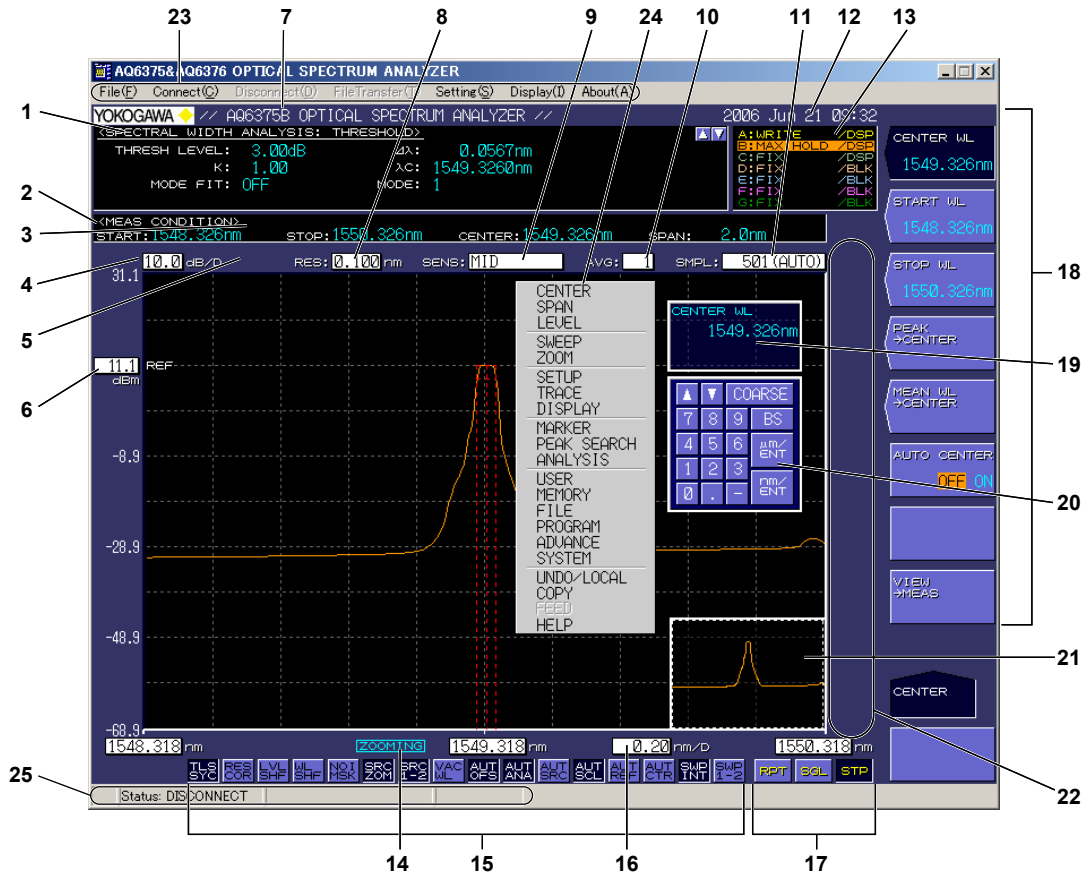 23 7 8 9 24 10 11 12 13
AQ6375&AQ6376 OPTICAL SPECTRUM ANALYZER
File(F) Connect(C) Disconnect(D) FileTransfer(T) Setting(S) Display(I) About(A)
YOKOGAWA // AQ6375B OPTICAL SPECTRUM ANALYZER // 2006 Jun 21 09:32
1
<SPECTRAL WIDTH ANALYSIS: THRESHOLD>
THRESH LEVEL: 3.00dB Δλ: 0.0567nm
K: 1.00 λC: 1549.3260nm
MODE FIT: OFF MODE: 1
A:WRITE /DSP
B:MAX HOLD /DSP
C:FIX /DSP
D:FIX /BLK
E:FIX /BLK
F:FIX /BLK
G:FIX /BLK
2
<MEAS CONDITION>
3
START:1548.326nm STOP:1550.326nm CENTER:1549.326nm SPAN: 2.0nm
4
10.0 dB/D RES: 0.100 nm SENS: MID AVG: 1 SMPL: 501(AUTO)
5
31.1
6
11.1 REF
dBm
-8.9
-28.9
-48.9
-68.9
CENTER
SPAN
LEVEL
SWEEP
ZOOM
SETUP
TRACE
DISPLAY
MARKER
PEAK SEARCH
ANALYSIS
USER
MEMORY
FILE
PROGRAM
ADVANCE
SYSTEM
UNDO/LOCAL
COPY
FEED
HELP
CENTER WL
1549.326nm
COARSE
7 8 9 BS
4 5 6 μm/ENT
1 2 3 nm/ENT
0 . -
CENTER WL
1549.326nm
START WL
1548.326nm
STOP WL
1550.326nm
PEAK
→CENTER
MEAN WL
→CENTER
AUTO CENTER
OFF ON
VIEW
→MEAS
CENTER
18
19
20
21
22
1548.318 nm ZOOMING 1549.318 nm 0.20 nm/D 1550.318 nm
TLS SYC RES COR LVL SHF WL SHF NOI MSK SRC ZOM SRC 1-2 VAC WL AUT OFS AUT ANA AUT SRC AUT SCL AUT REF AUT CTR SWP INT SWP 1-2 RPT SGL STP
25
Status: DISCONNECT
14 15 16 17